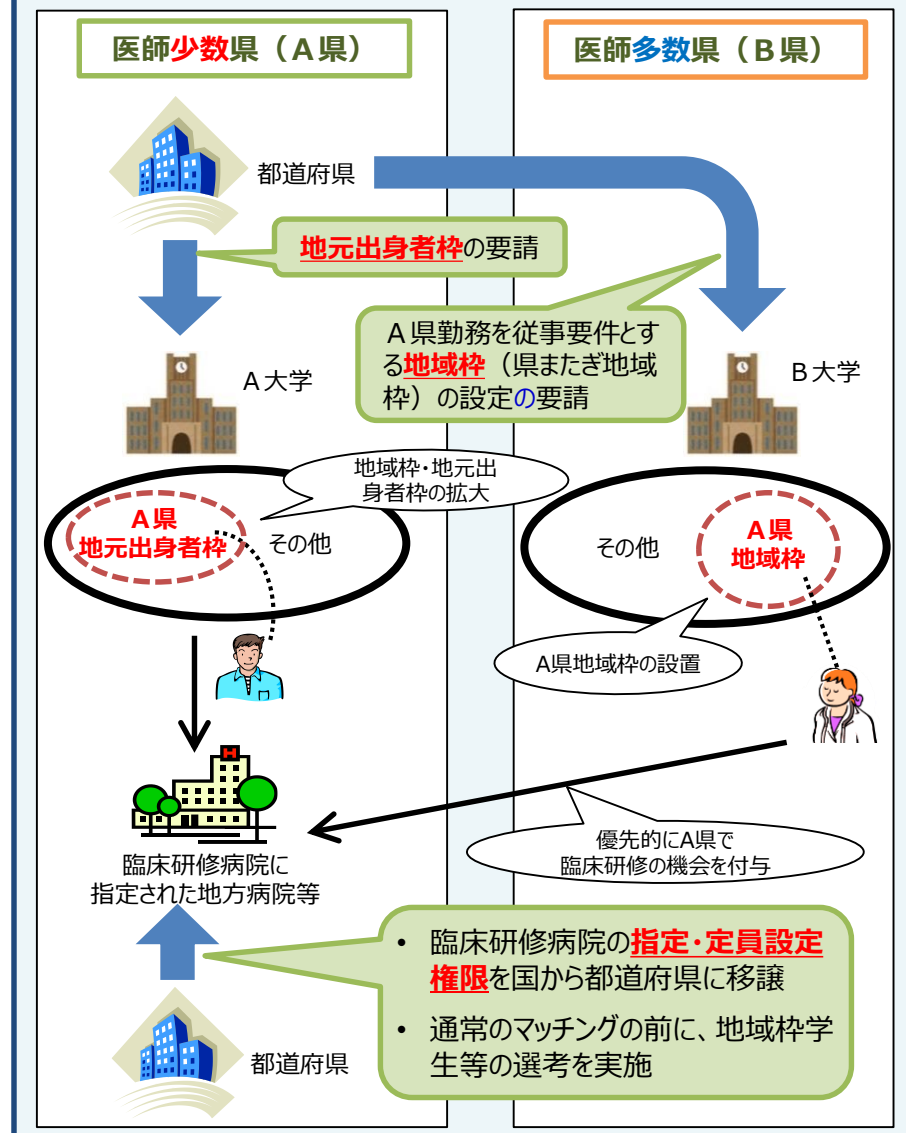 医師少数県（Ａ県）
医師多数県（Ｂ県）
都道府県
地元出身者枠の要請
Ａ県勤務を従事要件とす
る地域枠（県またぎ地域
枠）の設定の要請
Ａ大学
Ｂ大学
地域枠・地元出
身者枠の拡大
Ａ県
地元出身者枠
その他
その他
Ａ県
地域枠
A県地域枠の設置
優先的にA県で
臨床研修の機会を付与
H
臨床研修病院に
指定された地方病院等
• 臨床研修病院の指定・定員設定
権限を国から都道府県に移譲
• 通常のマッチングの前に、地域枠学
生等の選考を実施
都道府県